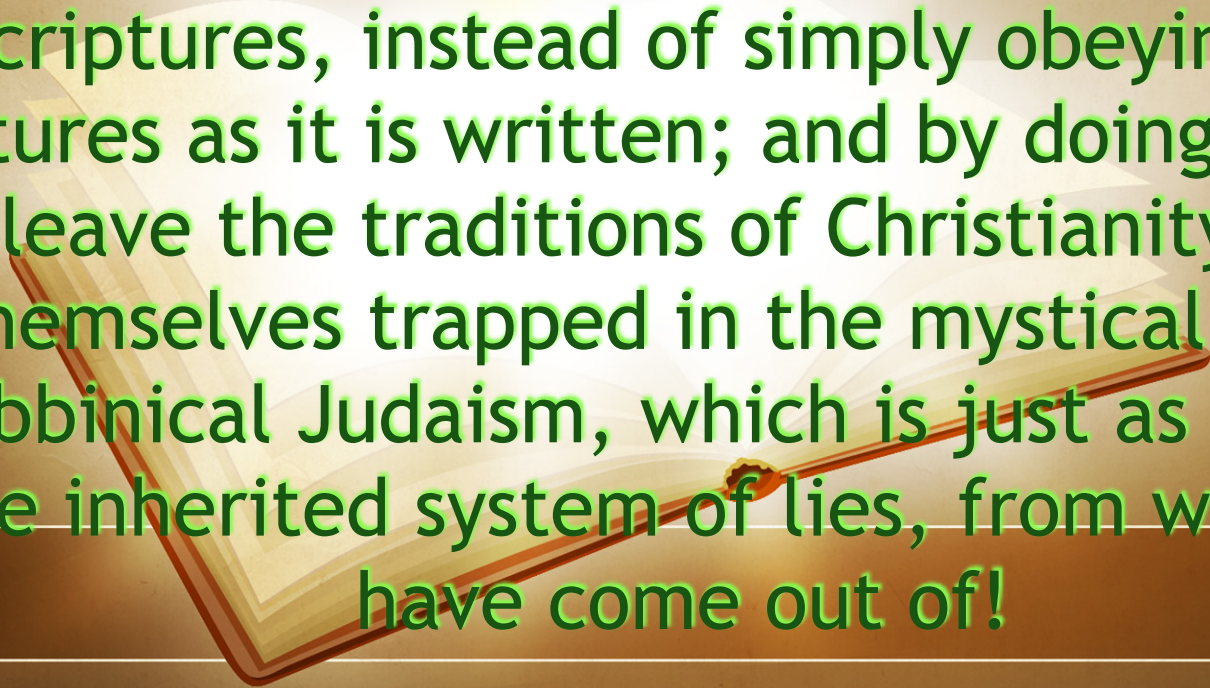 criptures, instead of simply obeyin
tures as it is written; and by doing
leave the traditions of Christianity
hemselves trapped in the mystical
bbinical Judaism, which is just as
e inherited system of lies, from w
have come out of!